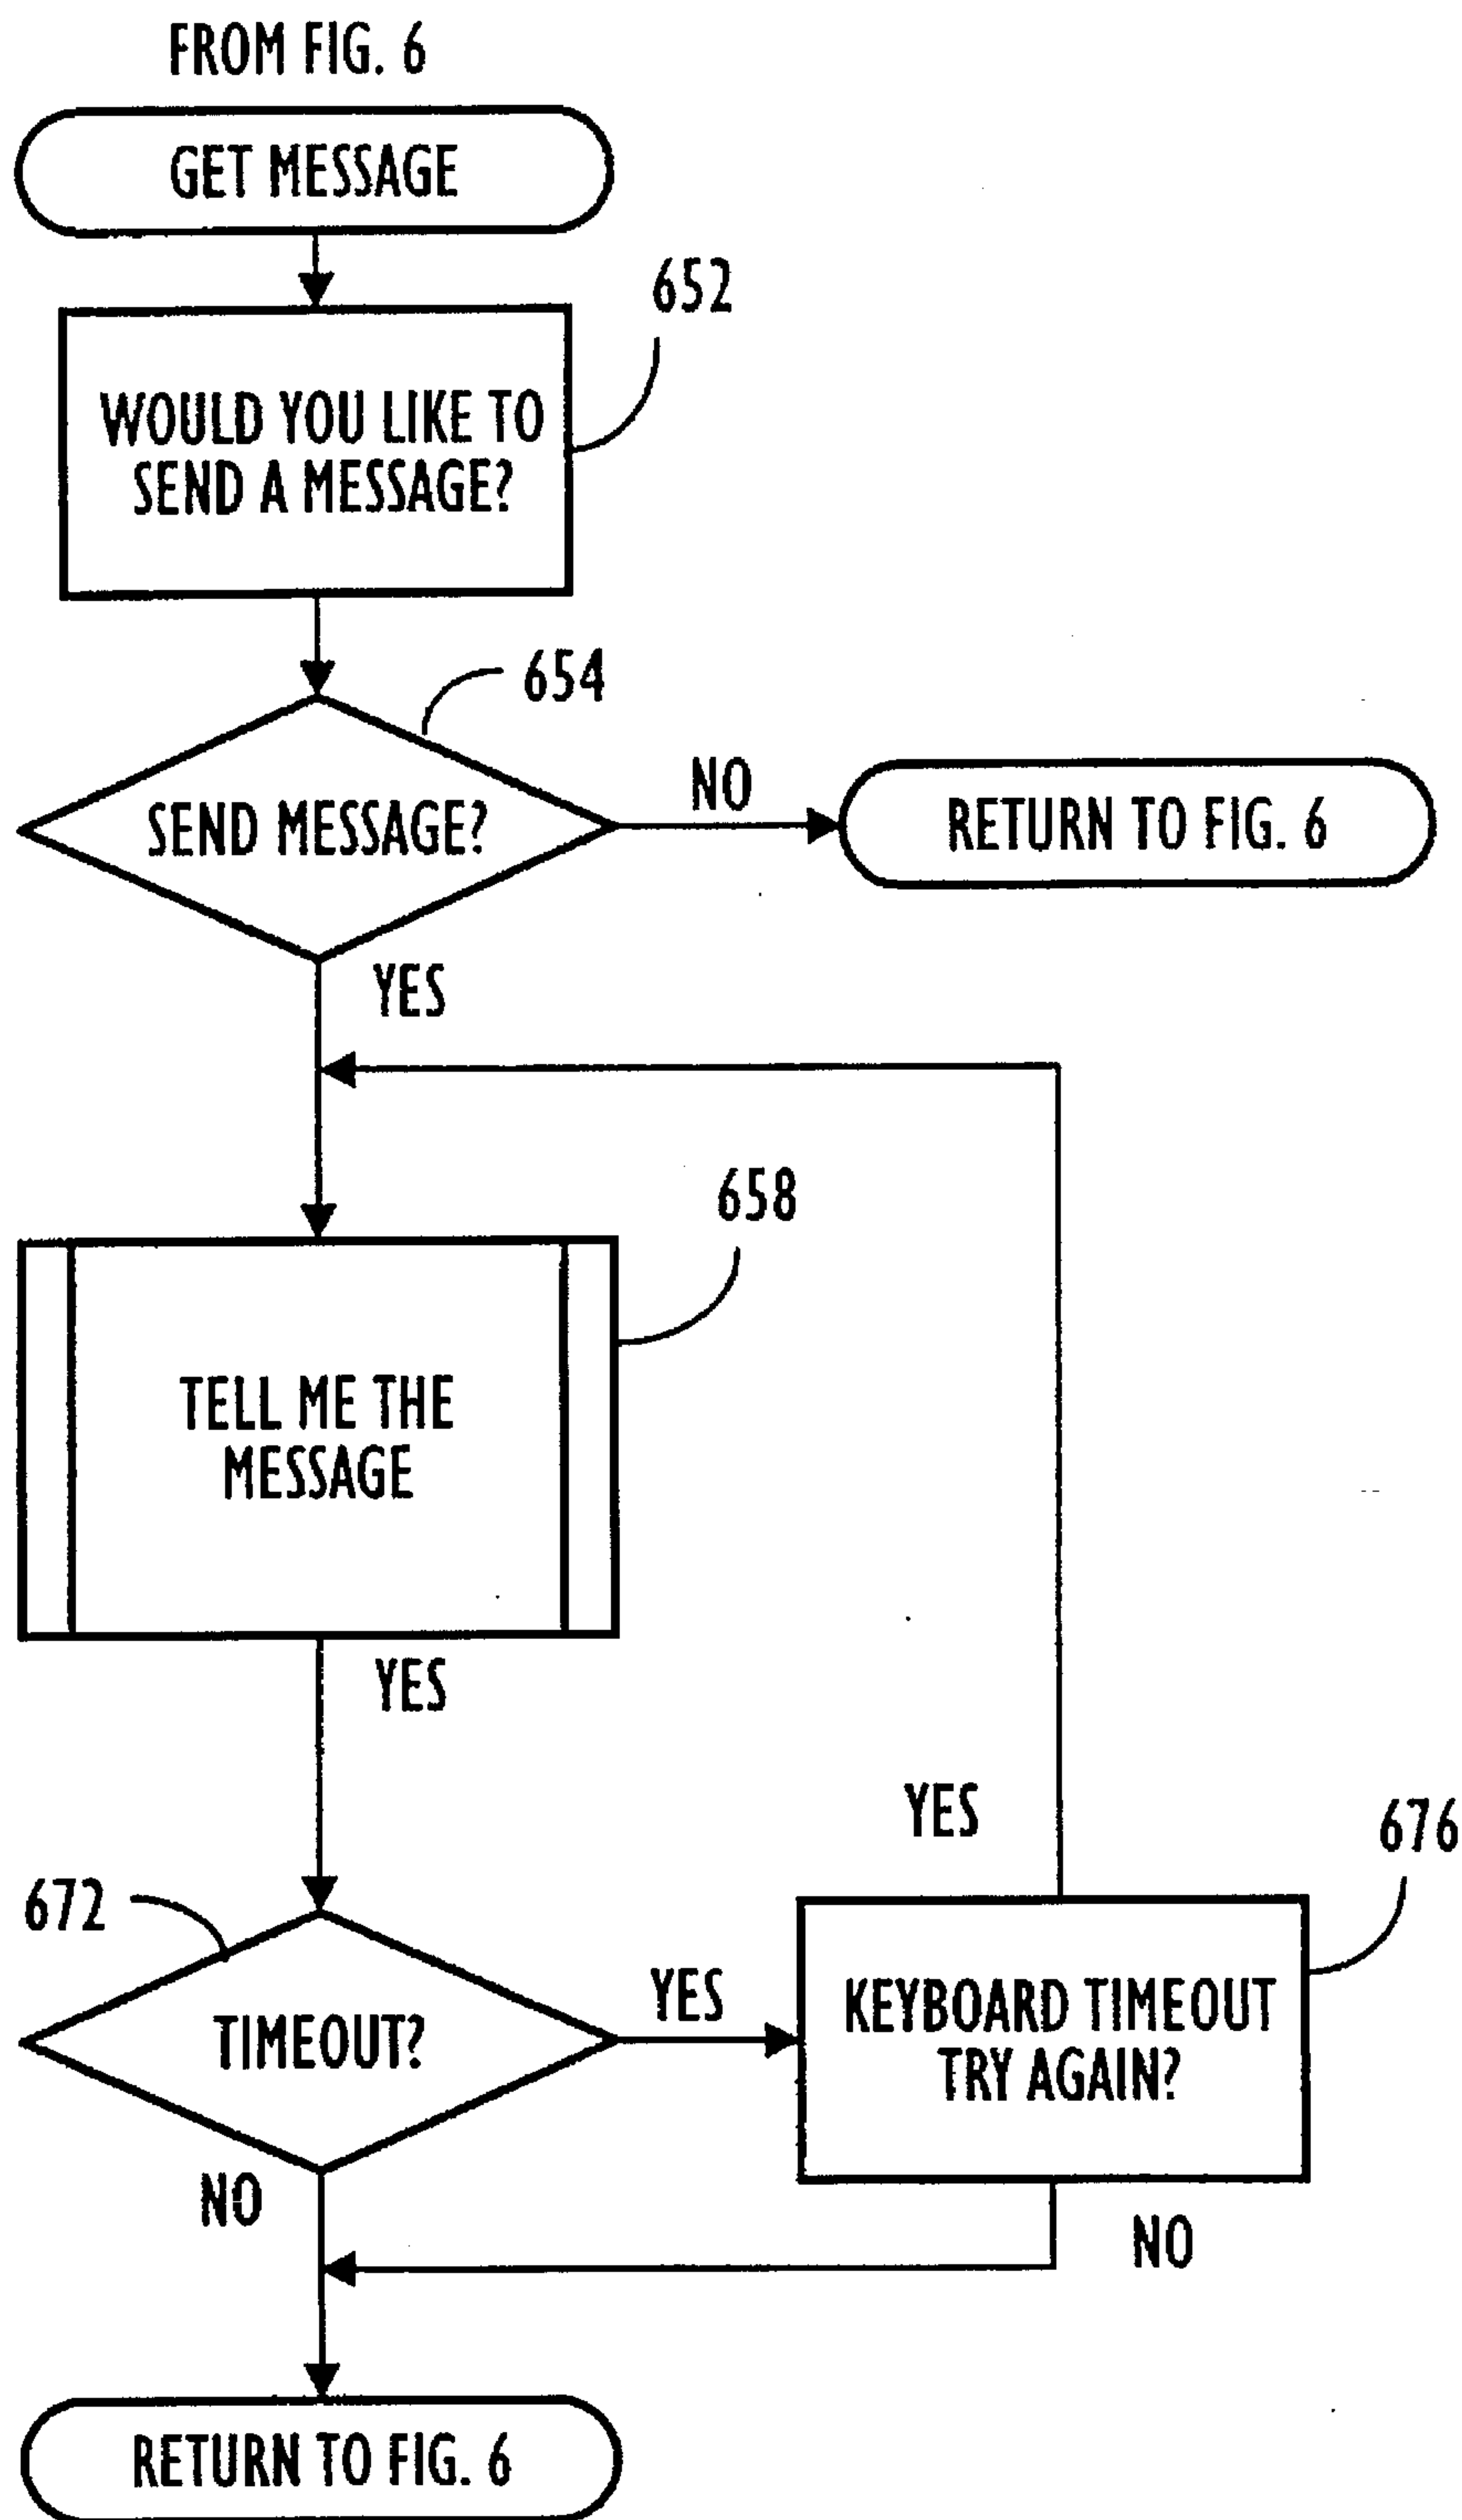 FROM FIG. 6
GET MESSAGE
652
WOULD YOU LIKE TO
SEND A MESSAGE?
654
SEND MESSAGE?
NO
RETURN TO FIG. 6
YES
658
TELL ME THE
MESSAGE
YES
YES
676
672
TIMEOUT?
YES
KEYBOARD TIMEOUT
TRY AGAIN?
NO
NO
RETURN TO FIG. 6